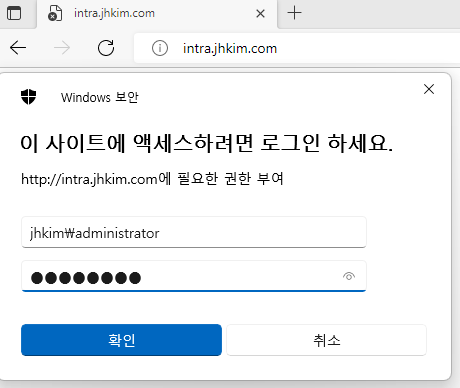 intra.jhkim.com
intra.jhkim.com
Windows 보안
이 사이트에 액세스하려면 로그인 하세요.
http://intra.jhkim.com에 필요한 권한 부여
jhkim₩administrator
●●●●●●●●
확인
취소